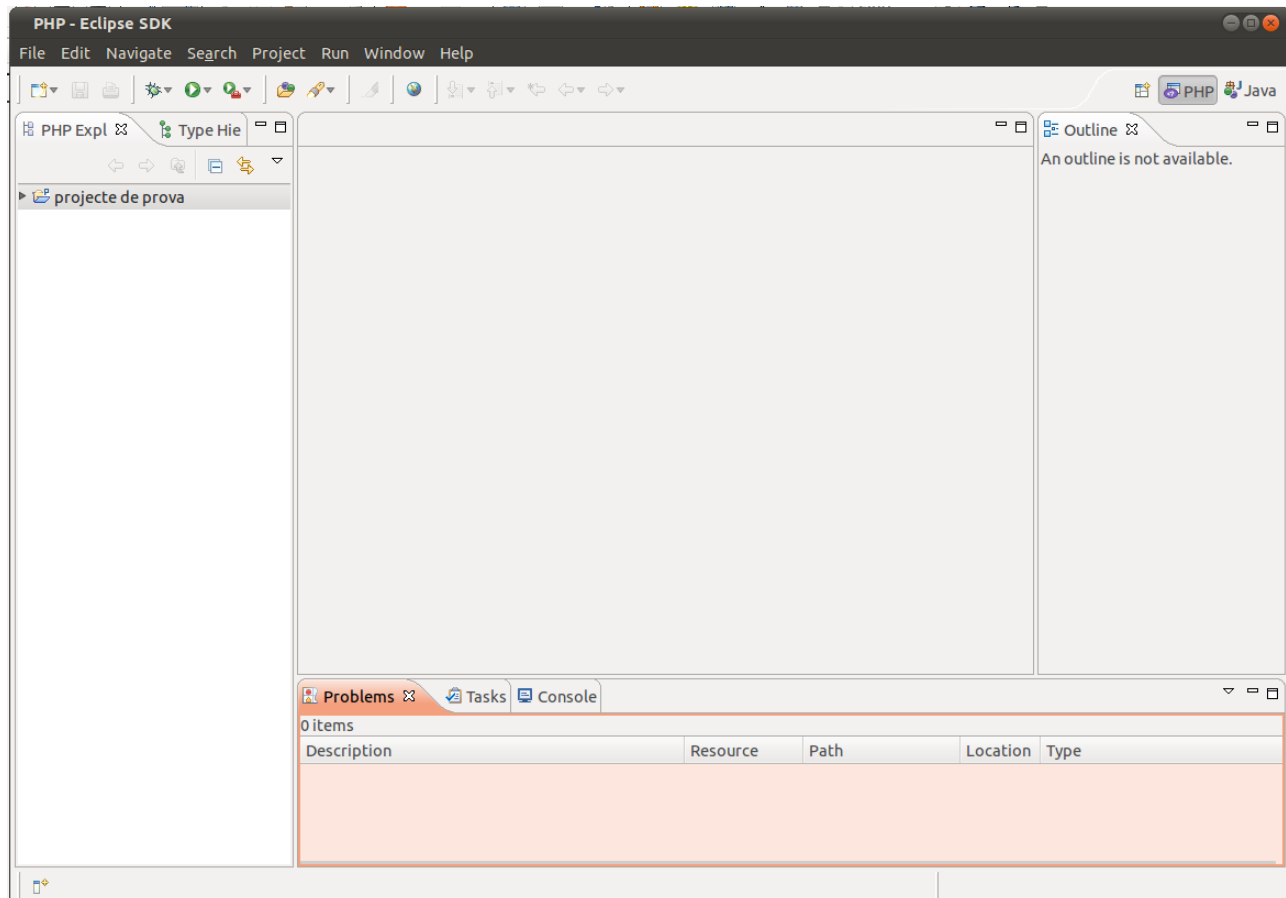 PHP - Eclipse SDK
File Edit Navigate Search Project Run Window Help
PHP Java
PHP Expl Type Hie
Outline
An outline is not available.
projecte de prova
Problems Tasks Console
0 items
Description Resource Path Location Type